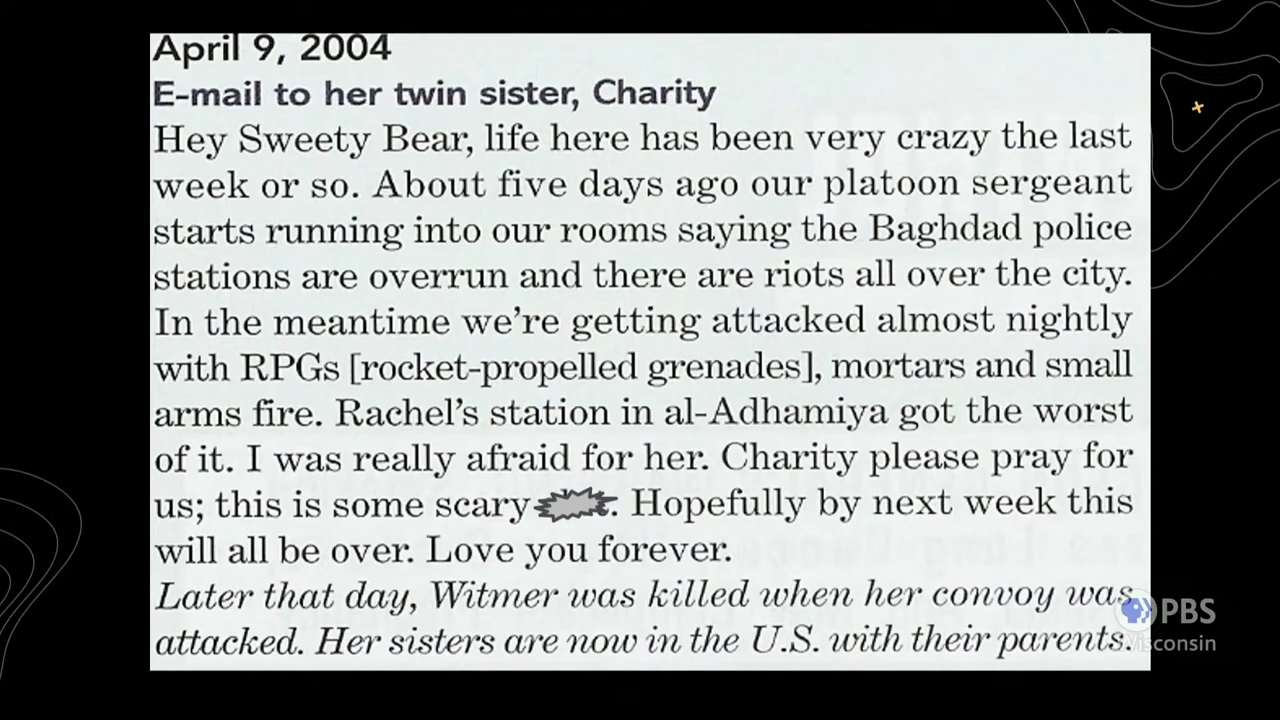 April 9, 2004
E-mail to her twin sister, Charity
Hey Sweety Bear, life here has been very crazy the last
week or so. About five days ago our platoon sergeant
starts running into our rooms saying the Baghdad police
stations are overrun and there are riots all over the city.
In the meantime we're getting attacked almost nightly
with RPGs [rocket-propelled grenades], mortars and small
arms fire. Rachel's station in al-Adhamiya got the worst
of it. I was really afraid for her. Charity please pray for
us; this is some scary . Hopefully by next week this
will all be over. Love you forever.
Later that day, Witmer was killed when her convoy was
attacked. Her sisters are now in the U.S. with their parents.
PBS
Wisconsin